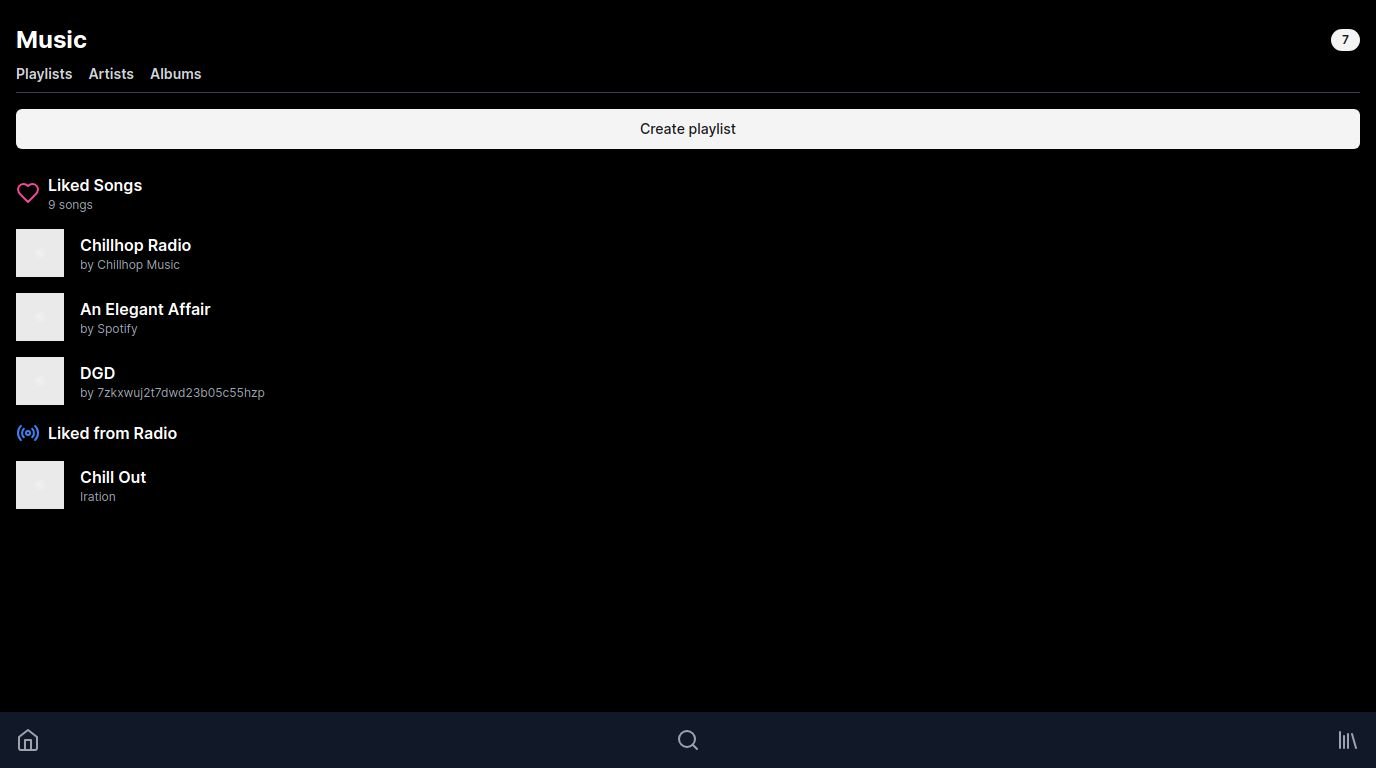 Music
7
Playlists Artists Albums
Create playlist
Liked Songs
9 songs
Chillhop Radio
by Chillhop Music
An Elegant Affair
by Spotify
DGD
by 7zkxwuj2t7dwd23b05c55hzp
Liked from Radio
Chill Out
Iration